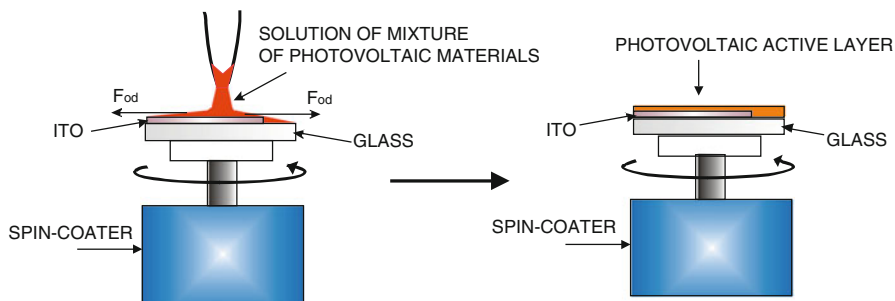 SOLUTION OF MIXTURE
OF PHOTOVOLTAIC MATERIALS
Fod
Fod
ITO
GLASS
SPIN-COATER
PHOTOVOLTAIC ACTIVE LAYER
ITO
GLASS
SPIN-COATER